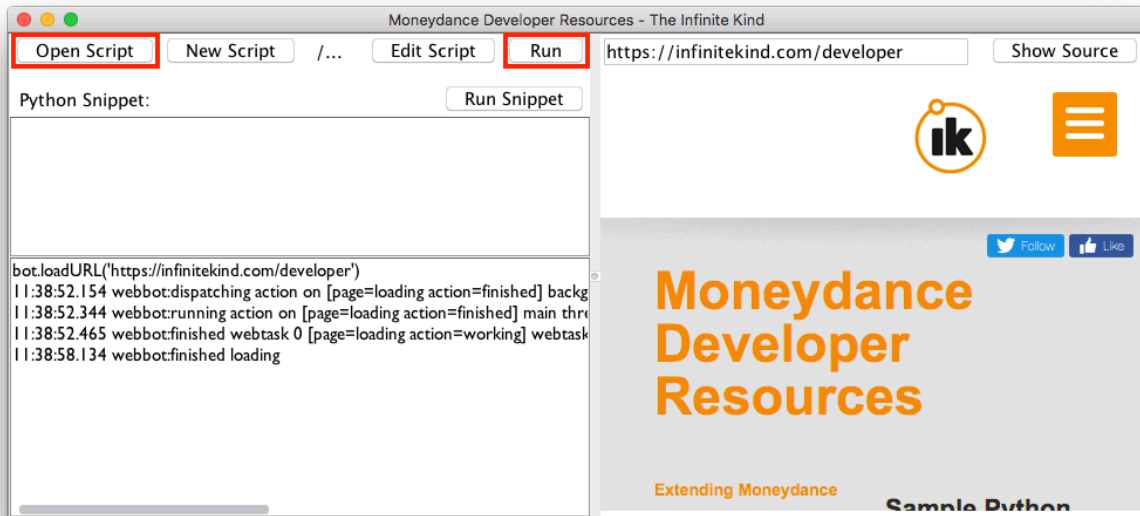 Moneydance Developer Resources - The Infinite Kind
Open Script New Script /... Edit Script Run https://infinitekind.com/developer Show Source
Python Snippet: Run Snippet
ik
Follow Like
bot.loadURL('https://infinitekind.com/developer')
11:38:52.154 webbot:dispatching action on [page=loading action=finished] backg
11:38:52.344 webbot:running action on [page=loading action=finished] main thre
11:38:52.465 webbot:finished webtask 0 [page=loading action=working] webtask
11:38:58.134 webbot:finished loading
Moneydance
Developer
Resources
Extending Moneydance
Sample Python